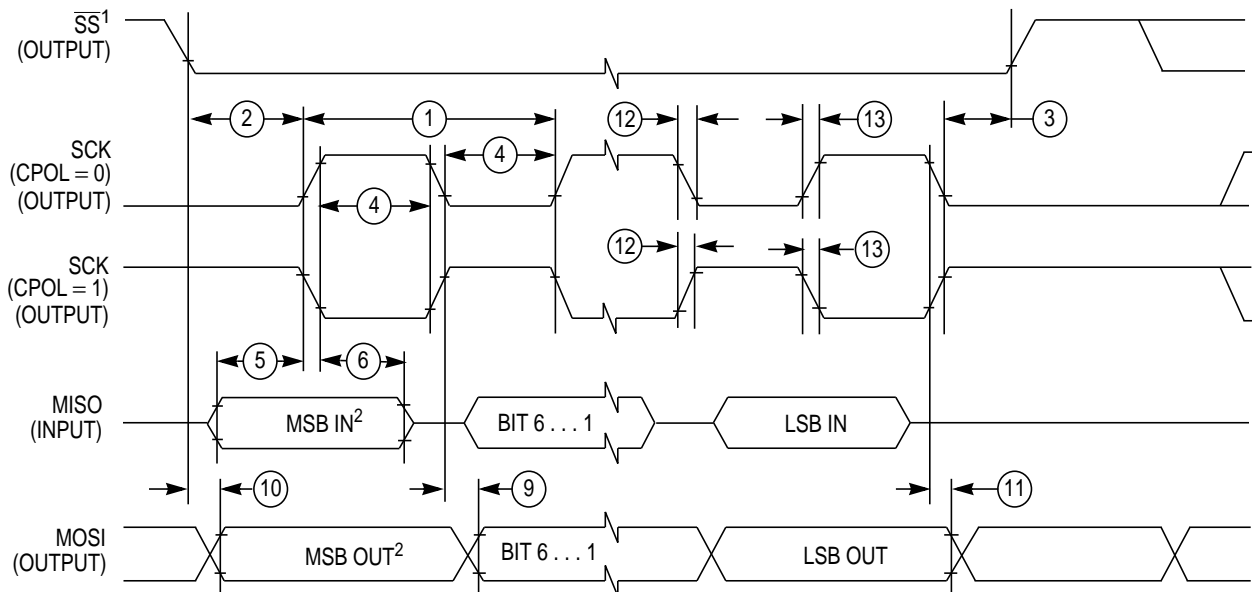 SS¹
(OUTPUT)
2
1
12
13
3
SCK
(CPOL = 0)
(OUTPUT)
4
4
SCK
(CPOL = 1)
(OUTPUT)
12
13
5
6
MISO
(INPUT)
MSB IN²
BIT 6 . . . 1
LSB IN
10
9
11
MOSI
(OUTPUT)
MSB OUT²
BIT 6 . . . 1
LSB OUT